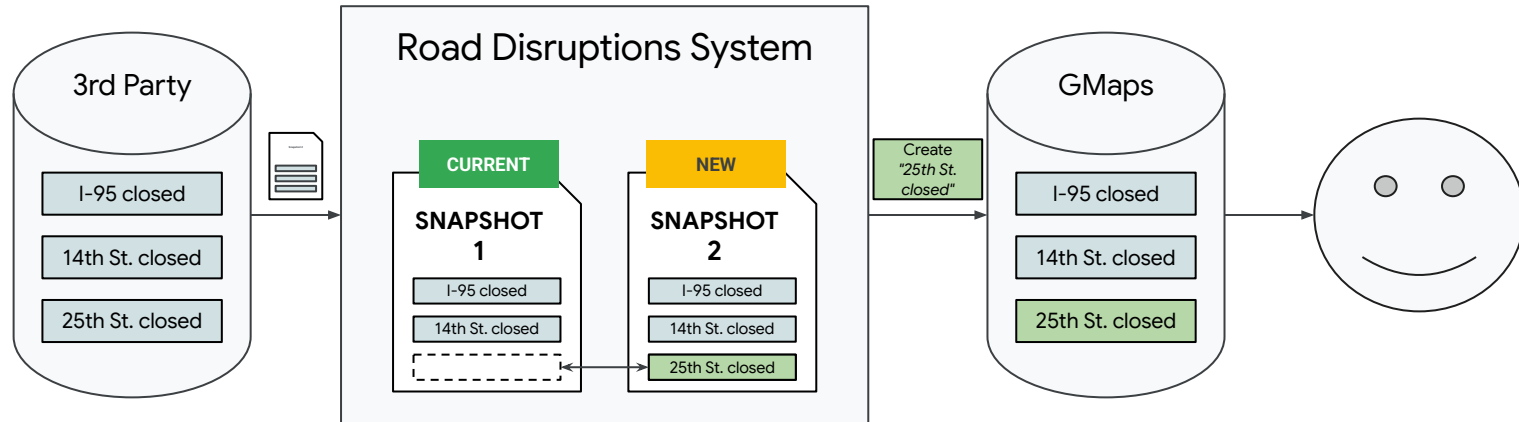 3rd Party
I-95 closed
14th St. closed
25th St. closed
Road Disruptions System
CURRENT
SNAPSHOT
1
I-95 closed
14th St. closed
NEW
SNAPSHOT
2
I-95 closed
14th St. closed
25th St. closed
Create
"25th St.
closed"
GMaps
I-95 closed
14th St. closed
25th St. closed